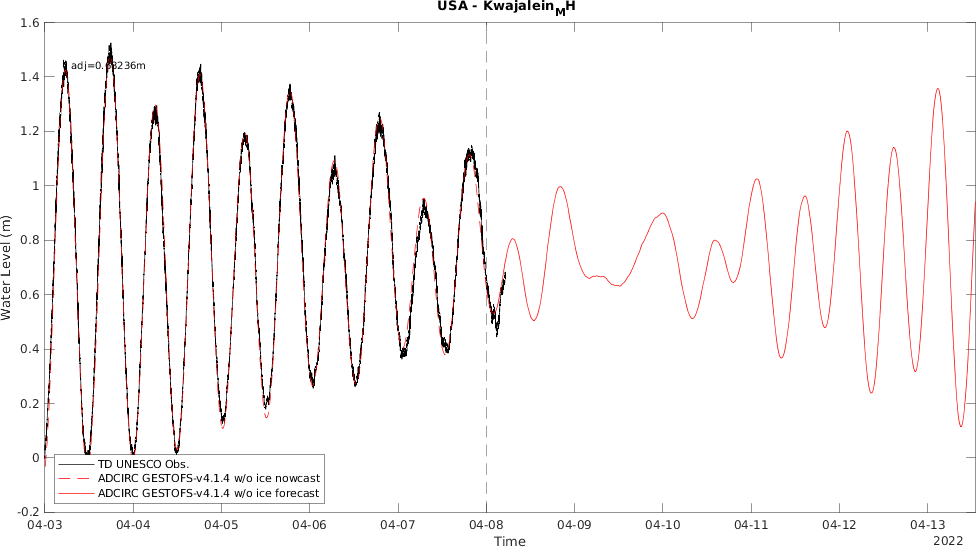 USA - Kwajalein_MH
1.6
1.4
1.2
1
0.8
0.6
0.4
0.2
0
-0.2
Water Level (m)
TD UNESCO Obs.
ADCIRC GESTOFS-v4.1.4 w/o ice nowcast
ADCIRC GESTOFS-v4.1.4 w/o ice forecast
04-03 04-04 04-05 04-06 04-07 04-08 04-09 04-10 04-11 04-12 04-13
Time
2022